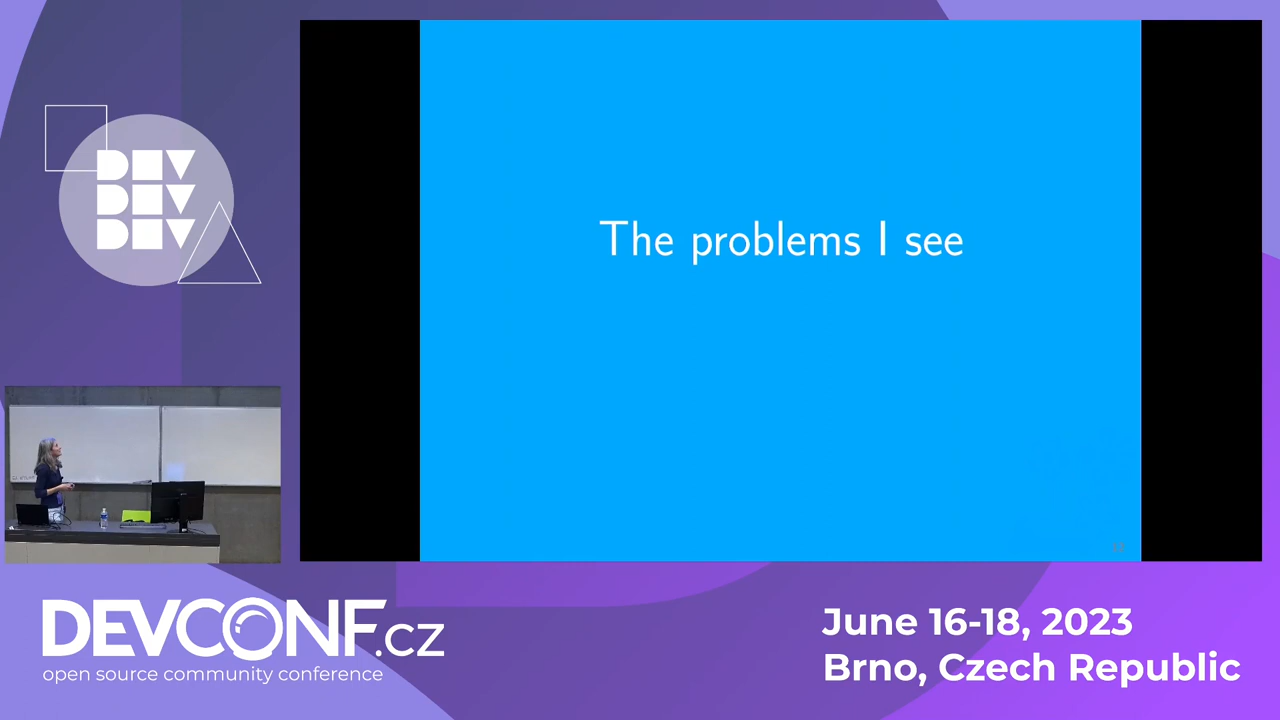 DEV
DEV
DEV
The problems I see
DEVCONF.cz
open source community conference
June 16-18, 2023
Brno, Czech Republic